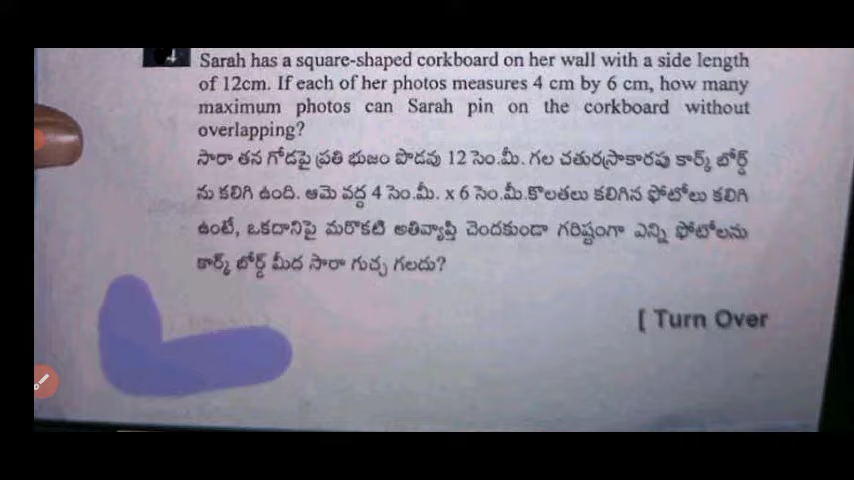 4 Sarah has a square-shaped corkboard on her wall with a side length
of 12cm. If each of her photos measures 4 cm by 6 cm, how many
maximum photos can Sarah pin on the corkboard without
overlapping?
సారా తన గోడపై ప్రతి భుజం పొడవు 12 సెం.మీ. గల చతురస్రాకారపు కార్క్ బోర్డ్
ను కలిగి ఉంది. ఆమె వద్ద 4 సెం.మీ. x 6 సెం.మీ.కొలతలు కలిగిన ఫోటోలు కలిగి
ఉంటే, ఒకదానిపై మరొకటి అతివ్యాప్తి చెందకుండా గరిష్టంగా ఎన్ని ఫోటోలను
కార్క్ బోర్డ్ మీద సారా గుచ్చ గలదు?
[ Turn Over